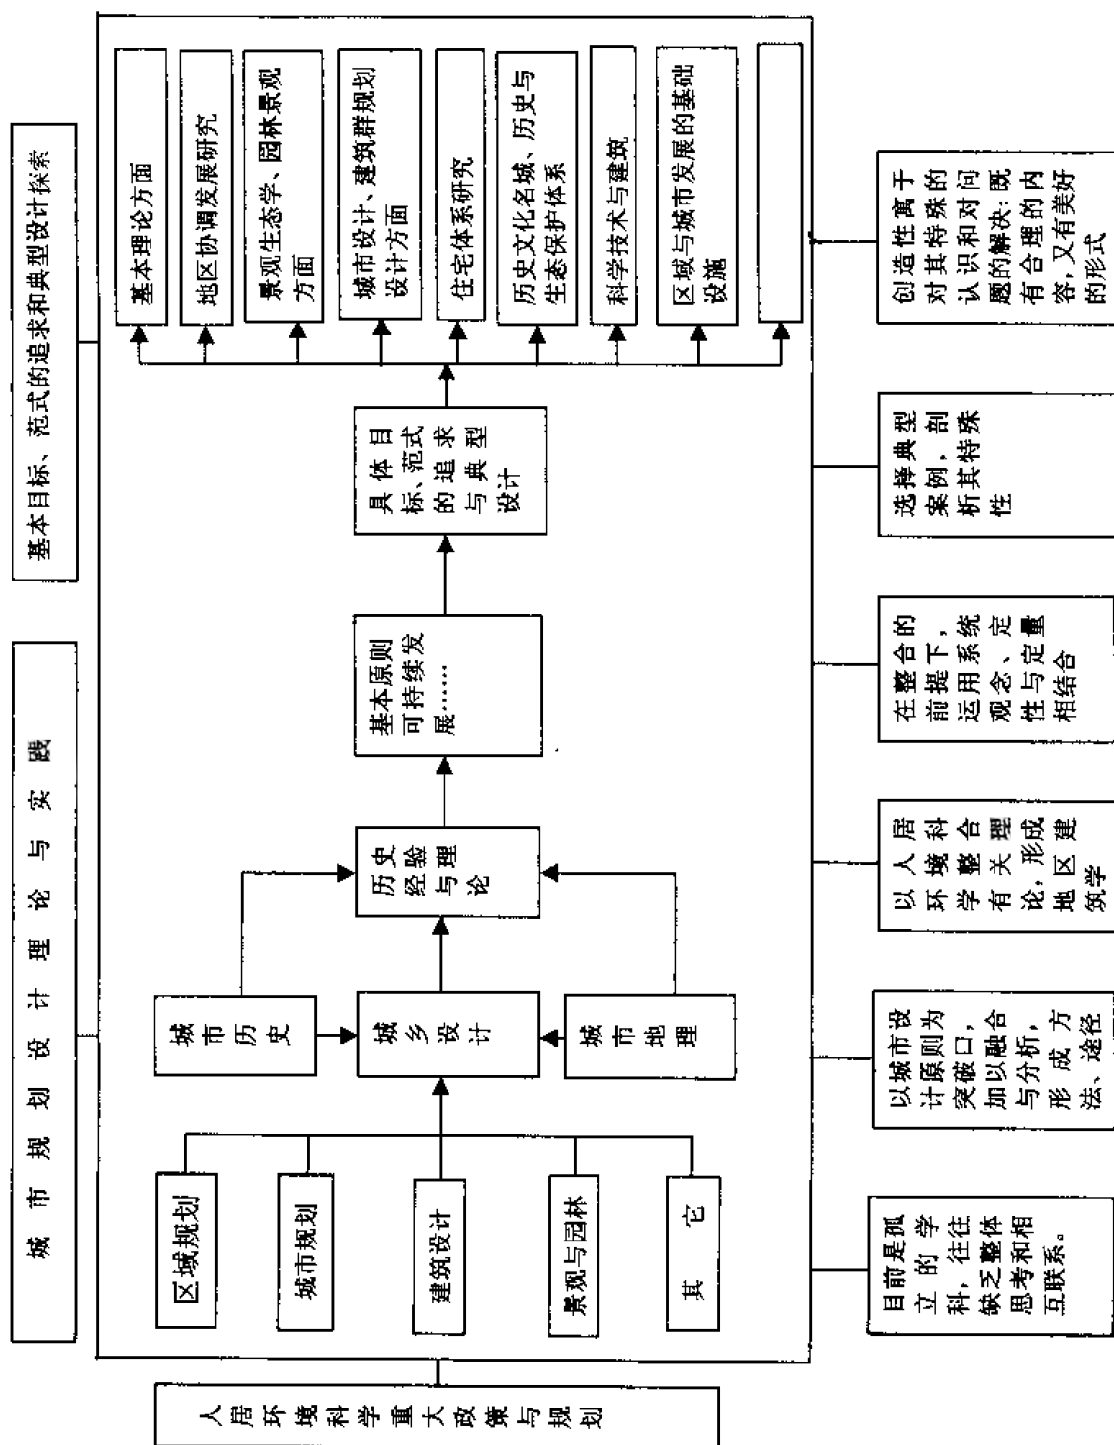 城市规划设计理论与实践
基本目标、范式的追求和典型设计探索
人居环境科学重大政策与规划
区域规划
城市规划
建筑设计
景观与园林
其它
城市
历史
城乡
设计
城市
地理
历史
经验
与理
论
基本原则
可持续发
展……
具体目
标、范式
的追求
与典型
设计
基本理论方面
地区协调发展研究
景观生态学、园林景观
方面
城市设计、建筑群规划
设计方面
住宅体系研究
历史文化名城、历史与
生态保护体系
科学技术与建筑
区域与城市发展的基础
设施
目前是孤
立的学
科，往往
缺乏整体
思考和相
互联系。
以城市设
计原则为
突破口，
加以融合
与分析，
形成方
法、途径
以人居
环境科
学整合
有关理
论，形成
地区建
筑学
在整合的
前提下，
运用系统
观念、定
性与定量
相结合
选择典型
案例，剖
析其特殊
性
创造性寓于
对其特殊的
认识和对问
题的解决：既
有合理的内
容，又有美好
的形式